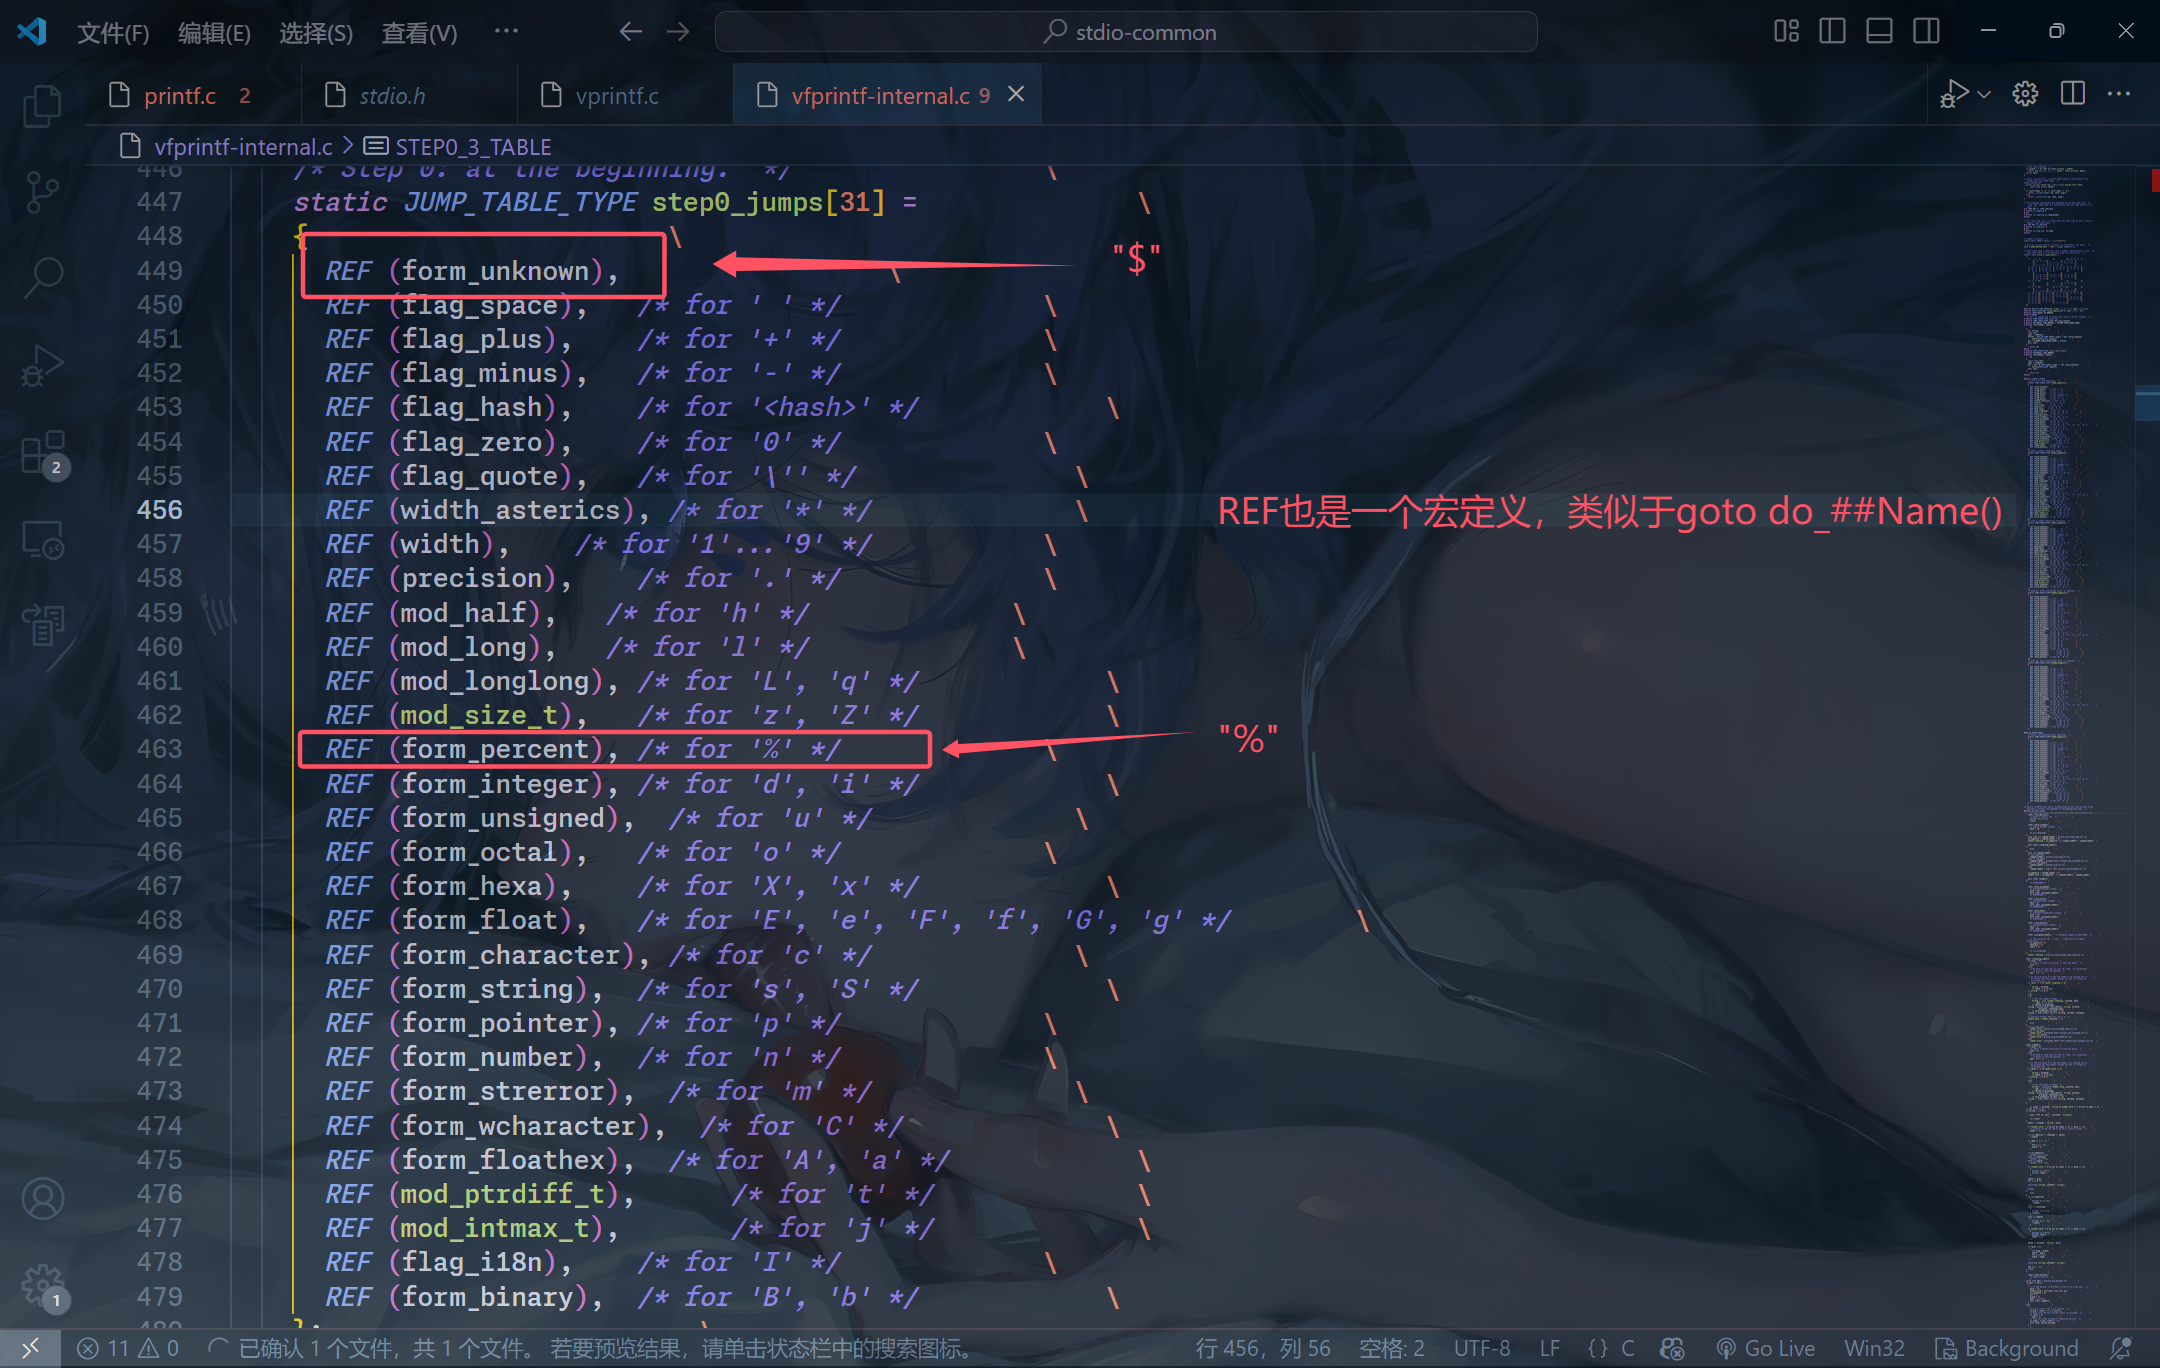 文件(F) 编辑(E) 选择(S) 查看(V) ··· stdio-common
printf.c 2 stdio.h vprintf.c vfprintf-internal.c 9
vfprintf-internal.c > STEP0_3_TABLE
446 /* Step 0: at the beginning. */ \
447 static JUMP_TABLE_TYPE step0_jumps[31] = \
448 { \
449 REF (form_unknown), \
"$"
450 REF (flag_space), /* for ' ' */ \
451 REF (flag_plus), /* for '+' */ \
452 REF (flag_minus), /* for '-' */ \
453 REF (flag_hash), /* for '<hash>' */ \
454 REF (flag_zero), /* for '0' */ \
455 REF (flag_quote), /* for '\'' */ \
456 REF (width_asterics), /* for '*' */ \
REF也是一个宏定义，类似于goto do_##Name()
457 REF (width), /* for '1'...'9' */ \
458 REF (precision), /* for '.' */ \
459 REF (mod_half), /* for 'h' */ \
460 REF (mod_long), /* for 'l' */ \
461 REF (mod_longlong), /* for 'L', 'q' */ \
462 REF (mod_size_t), /* for 'z', 'Z' */ \
463 REF (form_percent), /* for '%' */ \
"%"
464 REF (form_integer), /* for 'd', 'i' */ \
465 REF (form_unsigned), /* for 'u' */ \
466 REF (form_octal), /* for 'o' */ \
467 REF (form_hexa), /* for 'X', 'x' */ \
468 REF (form_float), /* for 'E', 'e', 'F', 'f', 'G', 'g' */ \
469 REF (form_character), /* for 'c' */ \
470 REF (form_string), /* for 's', 'S' */ \
471 REF (form_pointer), /* for 'p' */ \
472 REF (form_number), /* for 'n' */ \
473 REF (form_strerror), /* for 'm' */ \
474 REF (form_wcharacter), /* for 'C' */ \
475 REF (form_floathex), /* for 'A', 'a' */ \
476 REF (mod_ptrdiff_t), /* for 't' */ \
477 REF (mod_intmax_t), /* for 'j' */ \
478 REF (flag_i18n), /* for 'I' */ \
479 REF (form_binary), /* for 'B', 'b' */ \
480 }; \
2
1
11 0 已确认 1 个文件，共 1 个文件。 若要预览结果，请单击状态栏中的搜索图标。 行 456，列 56 空格: 2 UTF-8 LF {} C Go Live Win32 Background